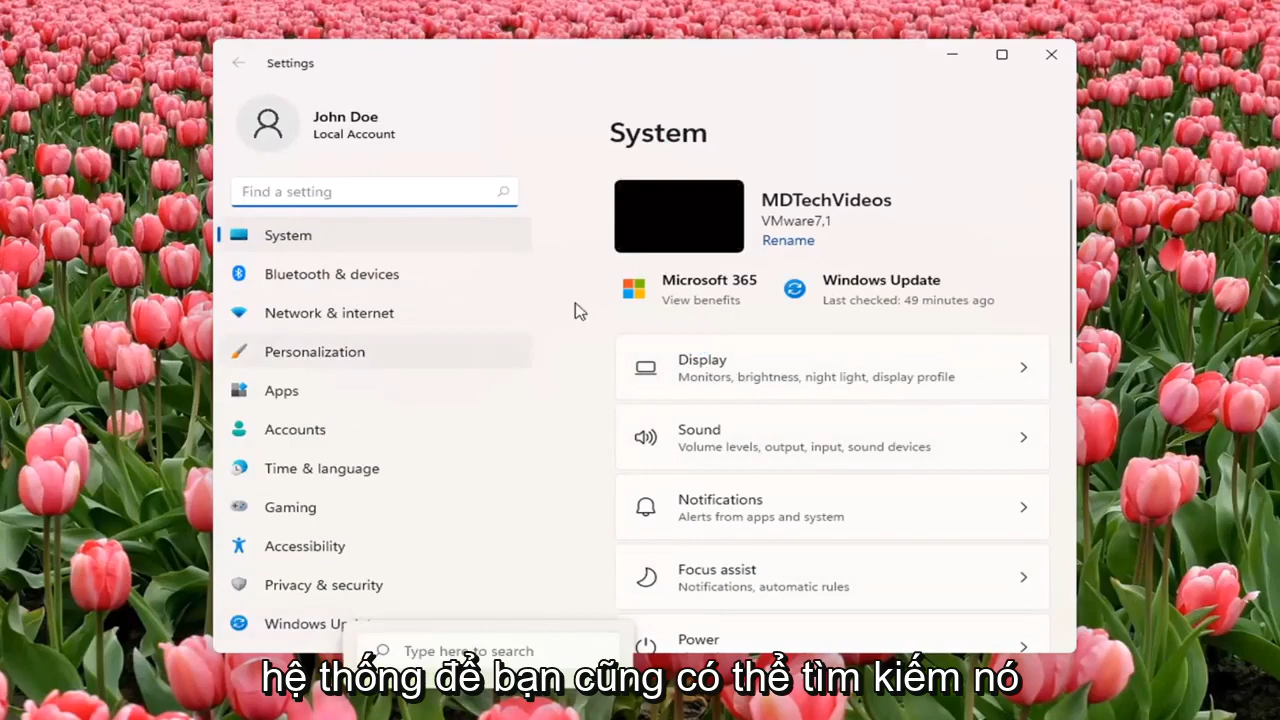 Settings
John Doe
Local Account
Find a setting
System
Bluetooth & devices
Network & internet
Personalization
Apps
Accounts
Time & language
Gaming
Accessibility
Privacy & security
Windows
System
MDTechVideos
VMware7,1
Rename
Microsoft 365
View benefits
Windows Update
Last checked: 49 minutes ago
Display
Monitors, brightness, night light, display profile
Sound
Volume levels, output, input, sound devices
Notifications
Alerts from apps and system
Focus assist
Notifications, automatic rules
Power
Type here to search
hệ thống để bạn cũng có thể tìm kiếm nó